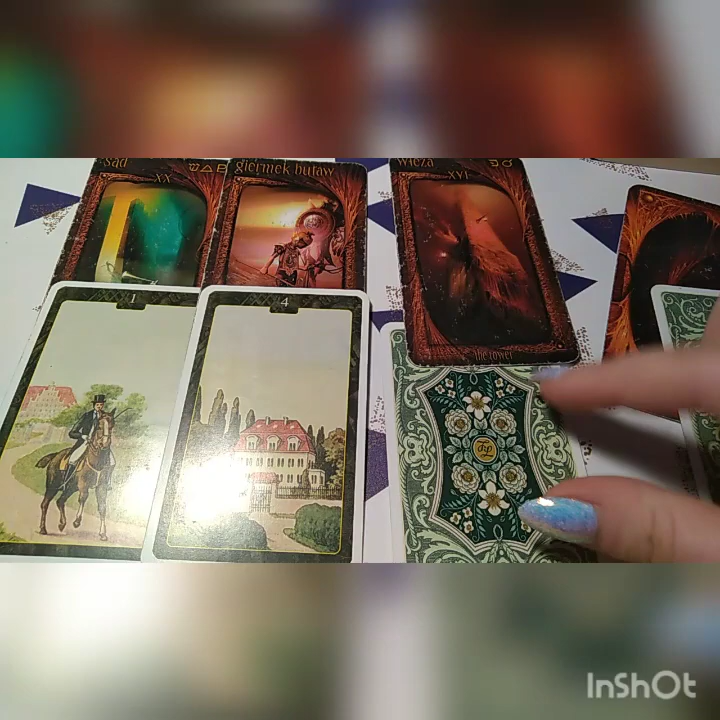 Sąd
XX
giermek buław
Wieża
XVI
the tower
1
4
InShOt